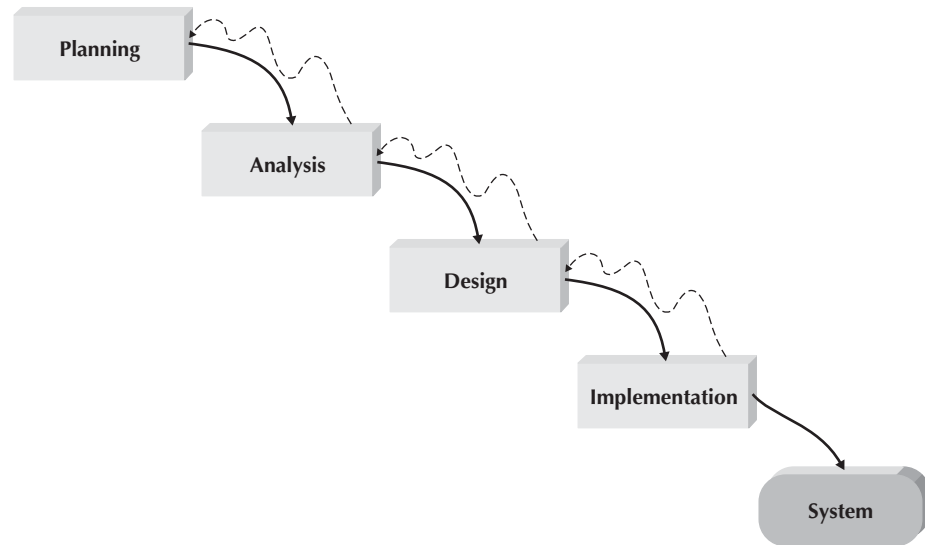 Planning
Analysis
Design
Implementation
System